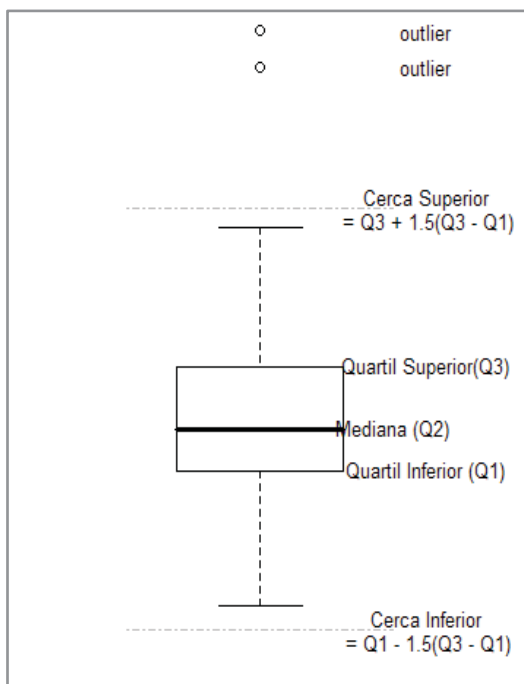 outlier
outlier
Cerca Superior
= Q3 + 1.5(Q3 - Q1)
Quartil Superior(Q3)
Mediana (Q2)
Quartil Inferior (Q1)
Cerca Inferior
= Q1 - 1.5(Q3 - Q1)